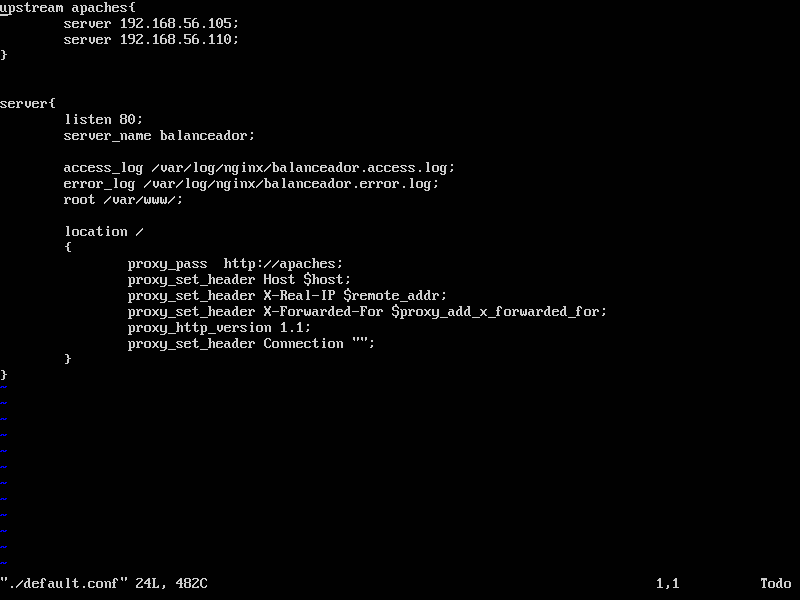 upstream apaches{
        server 192.168.56.105;
        server 192.168.56.110;
}
server{
        listen 80;
        server_name balanceador;
        access_log /var/log/nginx/balanceador.access.log;
        error_log /var/log/nginx/balanceador.error.log;
        root /var/www/;
        location /
        {
                proxy_pass  http://apaches;
                proxy_set_header Host $host;
                proxy_set_header X-Real-IP $remote_addr;
                proxy_set_header X-Forwarded-For $proxy_add_x_forwarded_for;
                proxy_http_version 1.1;
                proxy_set_header Connection "";
        }
}
~
~
~
~
~
~
~
~
~
~
~
~
"./default.conf" 24L, 482C 1,1 Todo